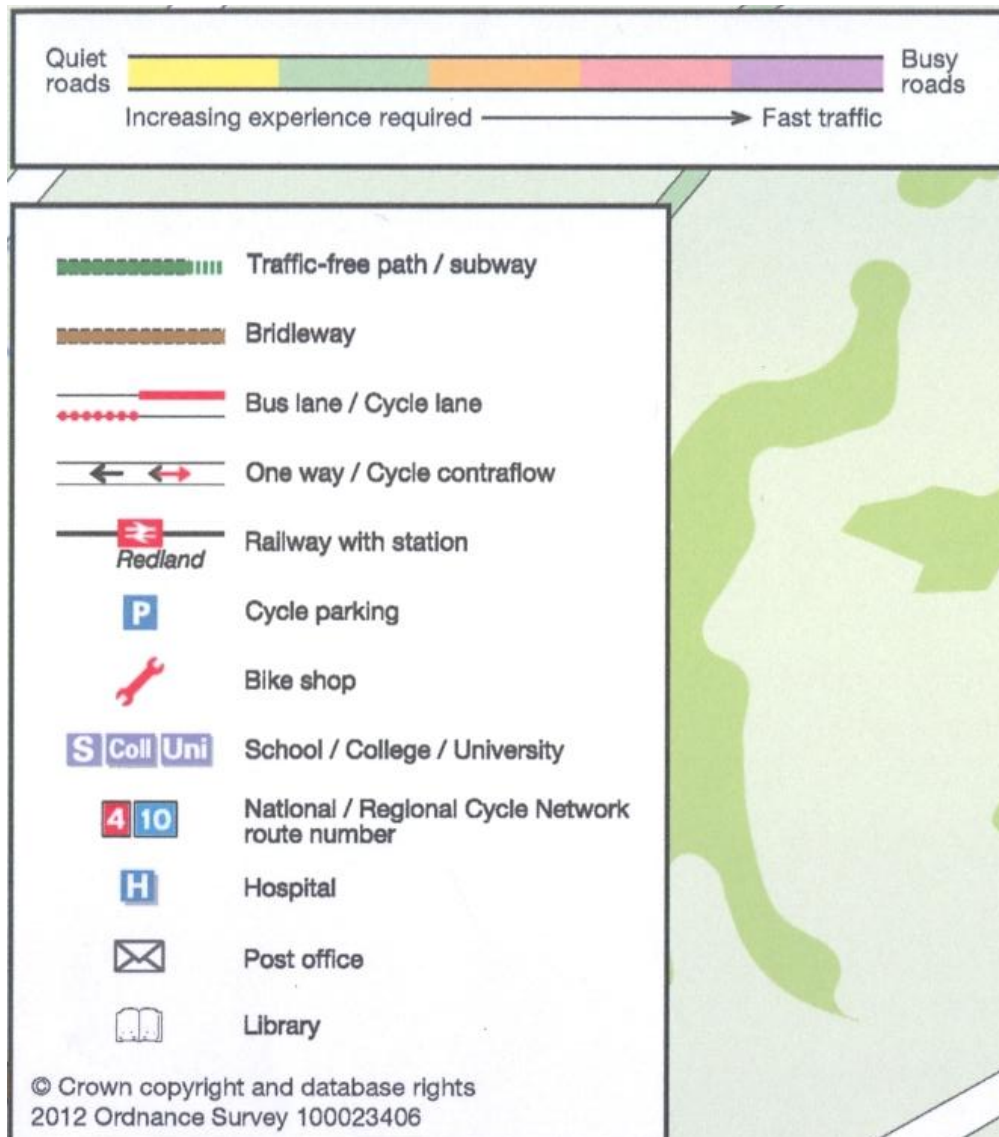 Quiet roads
Busy roads
Increasing experience required
Fast traffic
Traffic-free path / subway
Bridleway
Bus lane / Cycle lane
One way / Cycle contraflow
Redland
Railway with station
P
Cycle parking
Bike shop
S Coll Uni
School / College / University
4 10
National / Regional Cycle Network
route number
H
Hospital
Post office
Library
© Crown copyright and database rights
2012 Ordnance Survey 100023406